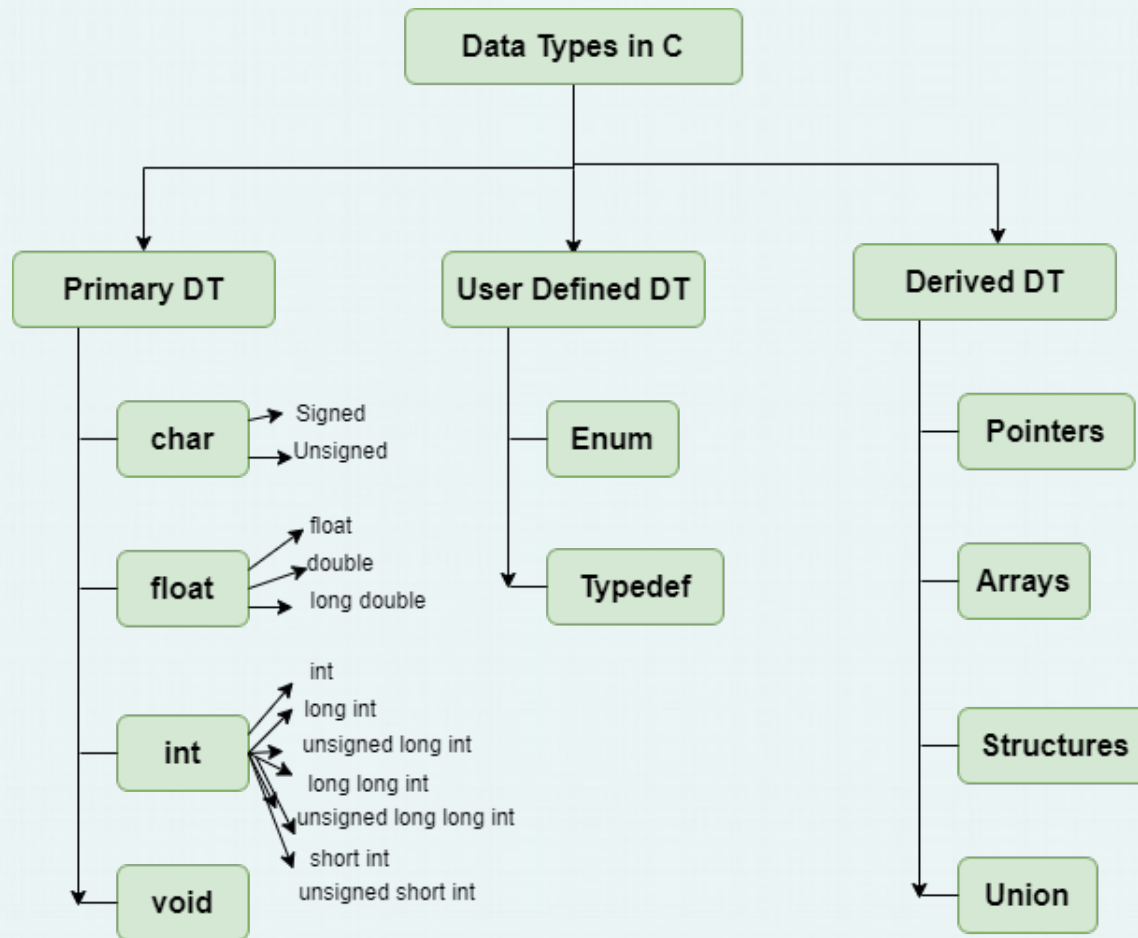 Data Types in C
Primary DT
char
Signed
Unsigned
float
float
double
long double
int
int
long int
unsigned long int
long long int
unsigned long long int
short int
unsigned short int
void
User Defined DT
Enum
Typedef
Derived DT
Pointers
Arrays
Structures
Union